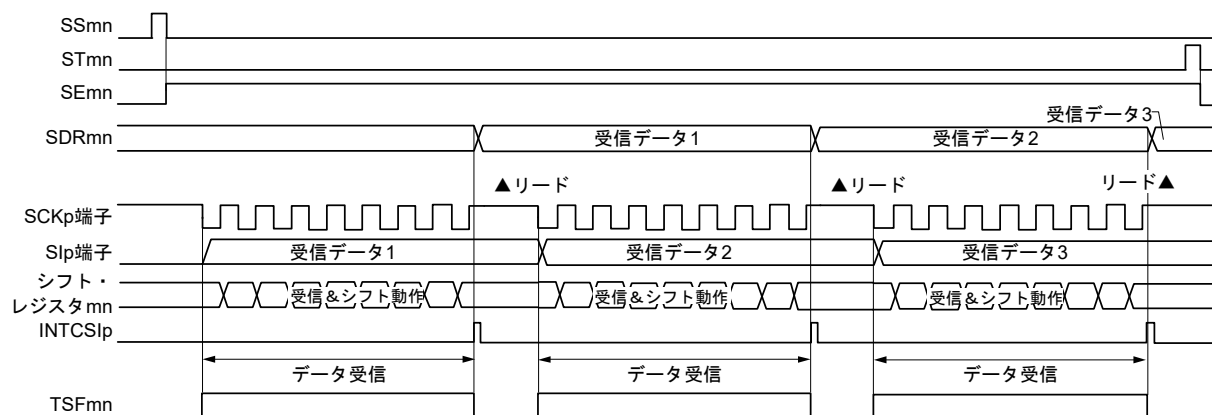 SSmn
STmn
SEmn
受信データ3
SDRmn 受信データ1 受信データ2
▲リード ▲リード リード▲
SCKp端子
SIp端子 受信データ1 受信データ2 受信データ3
シフト・
レジスタmn 受信&シフト動作 受信&シフト動作 受信&シフト動作
INTCSIp
データ受信 データ受信 データ受信
TSFmn